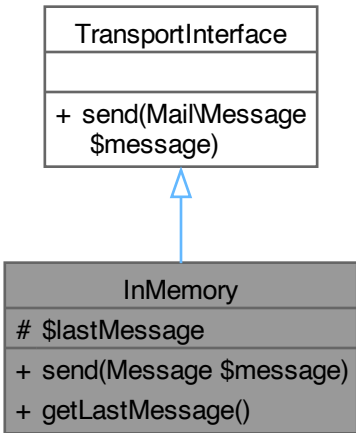 TransportInterface
+ send(Mail\Message
$message)
InMemory
# $lastMessage
+ send(Message $message)
+ getLastMessage()